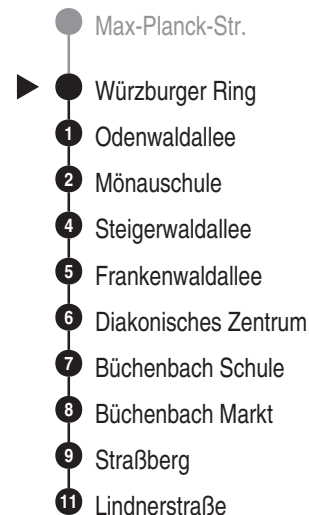 Max-Planck-Str.
Würzburger Ring
1 Odenwaldallee
2 Mönauschule
4 Steigerwaldallee
5 Frankenwaldallee
6 Diakonisches Zentrum
7 Büchenbach Schule
8 Büchenbach Markt
9 Straßberg
11 Lindnerstraße